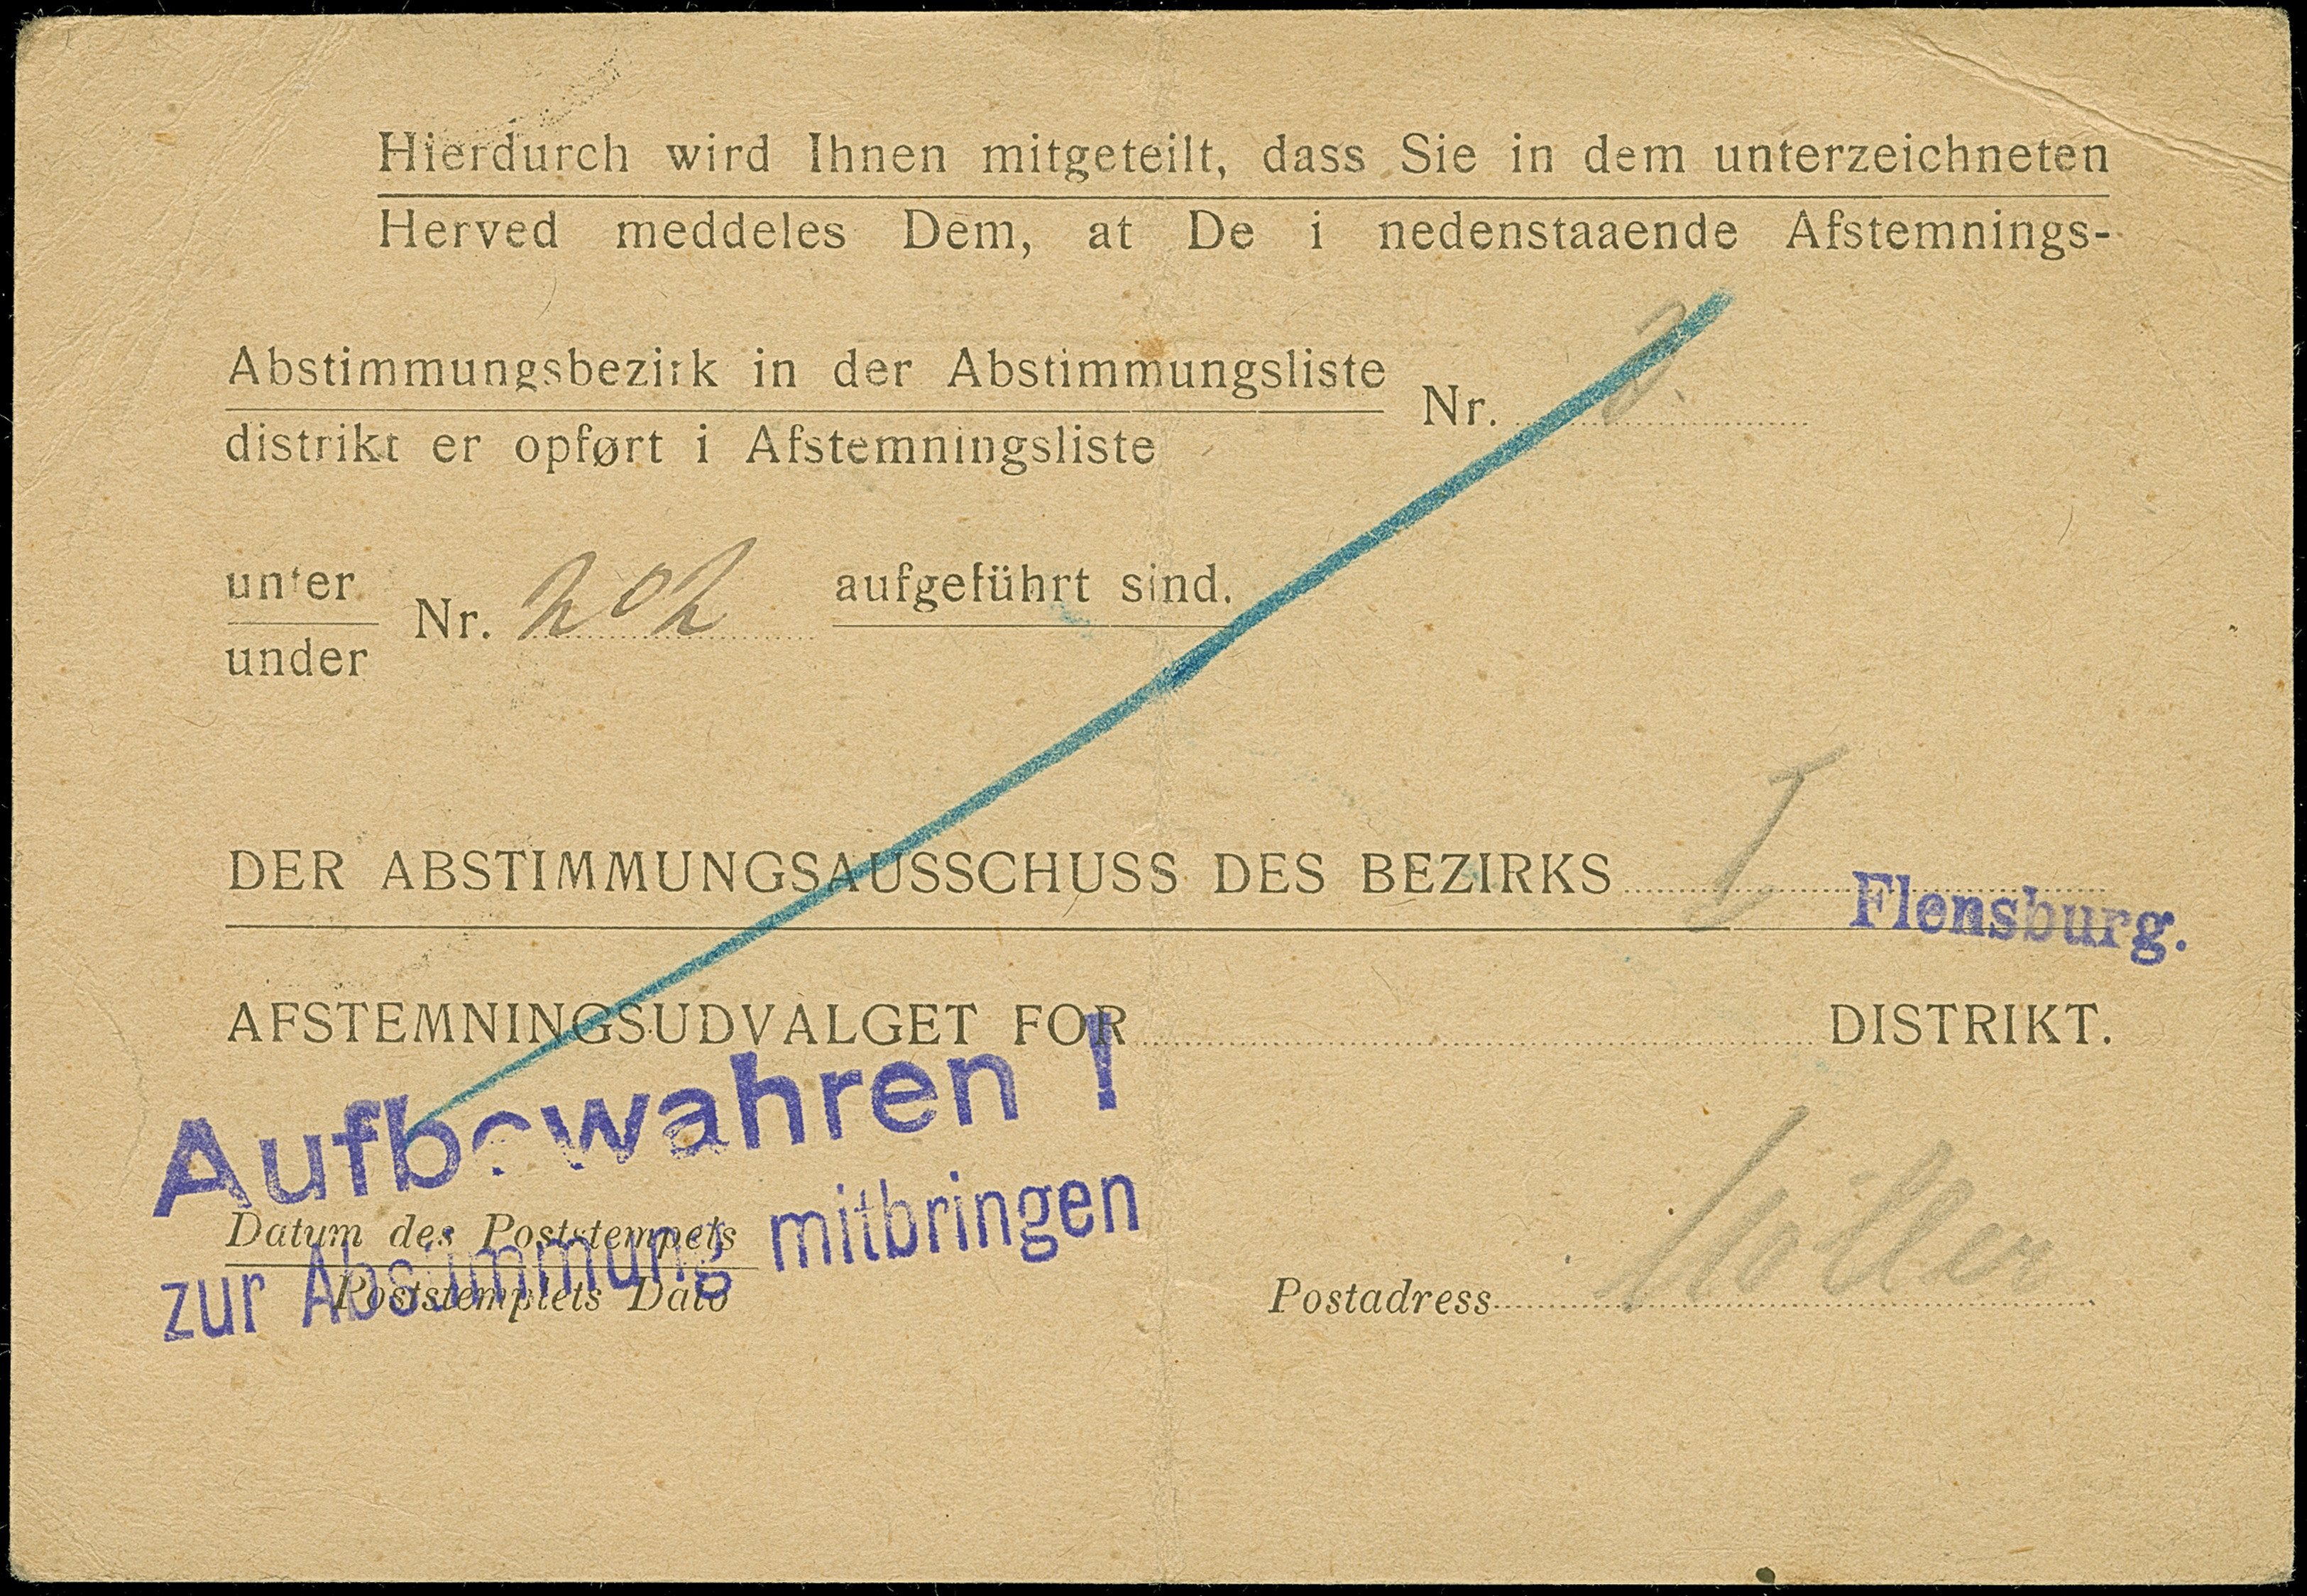 Hierdurch wird Ihnen mitgeteilt, dass Sie in dem unterzeichneten
Herved meddeles Dem, at De i nedenstaaende Afstemnings-
Abstimmungsbezirk in der Abstimmungsliste
Nr.
distrikt er opført i Afstemningsliste
unter
Nr. 202
aufgeführt sind.
under
DER ABSTIMMUNGSAUSSCHUSS DES BEZIRKS I
Flensburg.
AFSTEMNINGSUDVALGET FOR DISTRIKT.
Aufbewahren !
zur Abstimmung mitbringen
Datum des Poststempels
Poststemplets Dato
Postadress